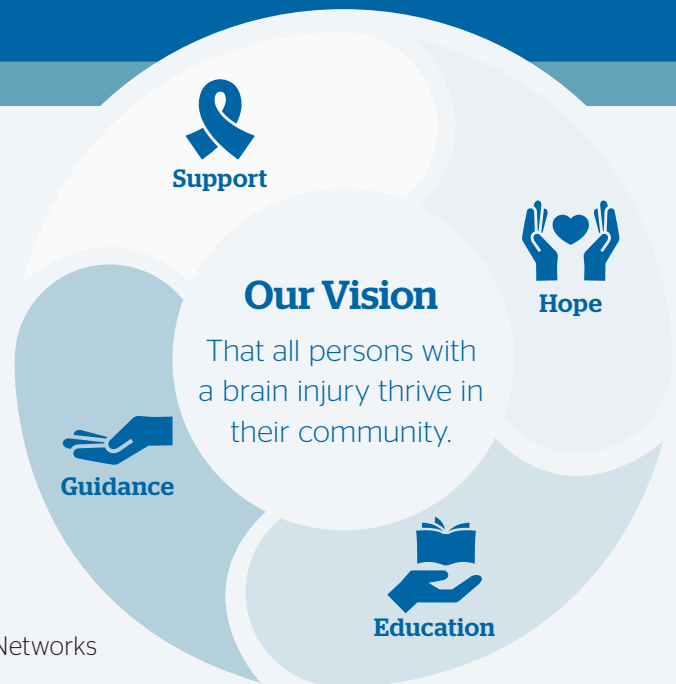 Support
Hope
Our Vision
That all persons with
a brain injury thrive in
their community.
Guidance
Education
Networks